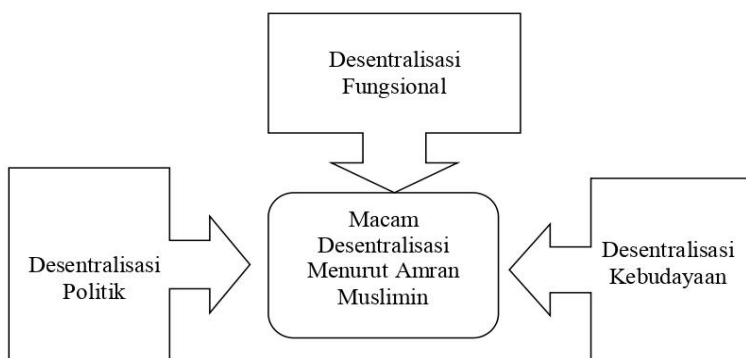 Desentralisasi
Fungsional
Macam
Desentralisasi
Menurut Amran
Muslimin
Desentralisasi
Politik
Desentralisasi
Kebudayaan